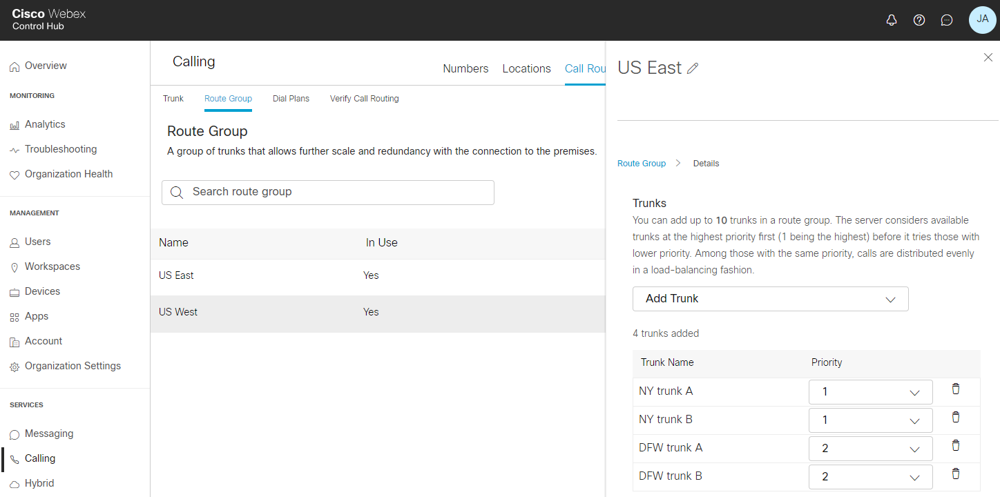 Cisco Webex
Control Hub
JA
Overview
MONITORING
Analytics
Troubleshooting
Organization Health
MANAGEMENT
Users
Workspaces
Devices
Apps
Account
Organization Settings
SERVICES
Messaging
Calling
Hybrid
Calling
Numbers Locations Call Rou
Trunk Route Group Dial Plans Verify Call Routing
Route Group
A group of trunks that allows further scale and redundancy with the connection to the premises.
Search route group
Name In Use
US East Yes
US West Yes
US East
Route Group > Details
Trunks
You can add up to 10 trunks in a route group. The server considers available
trunks at the highest priority first (1 being the highest) before it tries those with
lower priority. Among those with the same priority, calls are distributed evenly
in a load-balancing fashion.
Add Trunk
4 trunks added
Trunk Name Priority
NY trunk A 1
NY trunk B 1
DFW trunk A 2
DFW trunk B 2